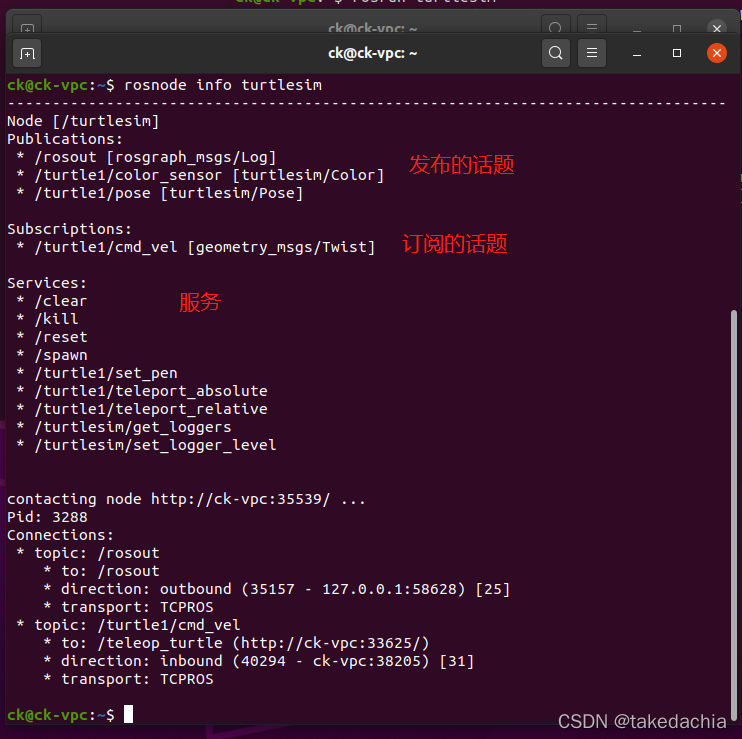 ck@ck-vpc: ~
ck@ck-vpc: ~
ck@ck-vpc:~$ rosnode info turtlesim
--------------------------------------------------------------------------------
Node [/turtlesim]
Publications:
* /rosout [rosgraph_msgs/Log]
* /turtle1/color_sensor [turtlesim/Color]
发布的话题
* /turtle1/pose [turtlesim/Pose]
Subscriptions:
* /turtle1/cmd_vel [geometry_msgs/Twist]
订阅的话题
Services:
* /clear
服务
* /kill
* /reset
* /spawn
* /turtle1/set_pen
* /turtle1/teleport_absolute
* /turtle1/teleport_relative
* /turtlesim/get_loggers
* /turtlesim/set_logger_level
contacting node http://ck-vpc:35539/ ...
Pid: 3288
Connections:
* topic: /rosout
* to: /rosout
* direction: outbound (35157 - 127.0.0.1:58628) [25]
* transport: TCPROS
* topic: /turtle1/cmd_vel
* to: /teleop_turtle (http://ck-vpc:33625/)
* direction: inbound (40294 - ck-vpc:38205) [31]
* transport: TCPROS
ck@ck-vpc:~$
CSDN @takedachia